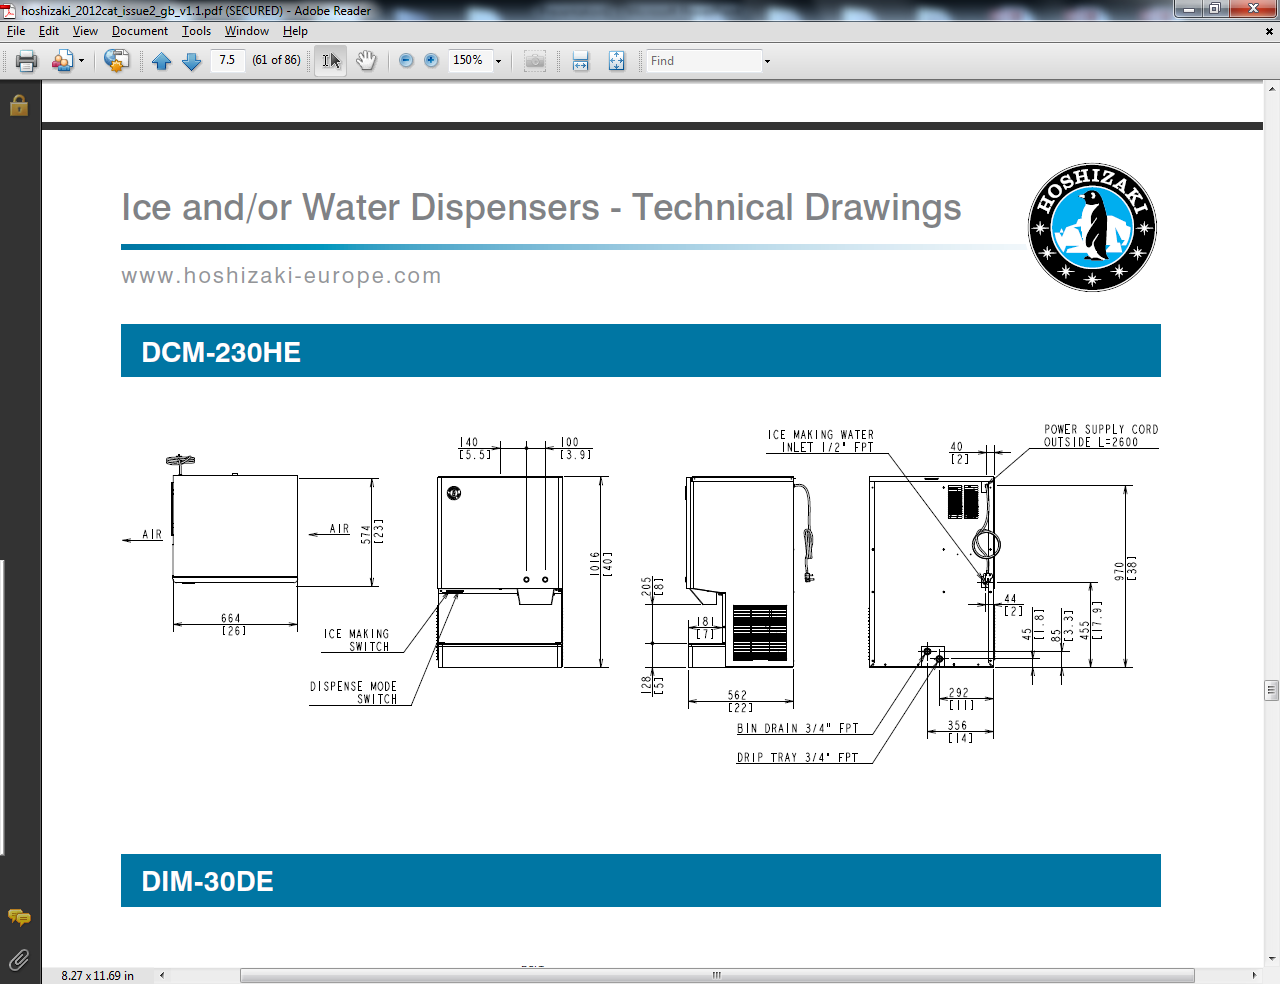 hoshizaki_2012cat_issue2_gb_v1.1.pdf (SECURED) - Adobe Reader
File Edit View Document Tools Window Help
7.5 (61 of 86) 150% Find
Ice and/or Water Dispensers - Technical Drawings
HOSHIZAKI
www.hoshizaki-europe.com
DCM-230HE
AIR
AIR
574
[23]
664
[26]
140
[5.5]
100
[3.9]
1016
[40]
ICE MAKING
SWITCH
DISPENSE MODE
SWITCH
205
[8]
181
[7]
128
[5]
562
[22]
ICE MAKING WATER
INLET 1/2" FPT
40
[2]
POWER SUPPLY CORD
OUTSIDE L=2600
970
[38]
44
[2]
45
[1.8]
85
[3.3]
455
[17.9]
292
[11]
356
[14]
BIN DRAIN 3/4" FPT
DRIP TRAY 3/4" FPT
DIM-30DE
8.27 x 11.69 in